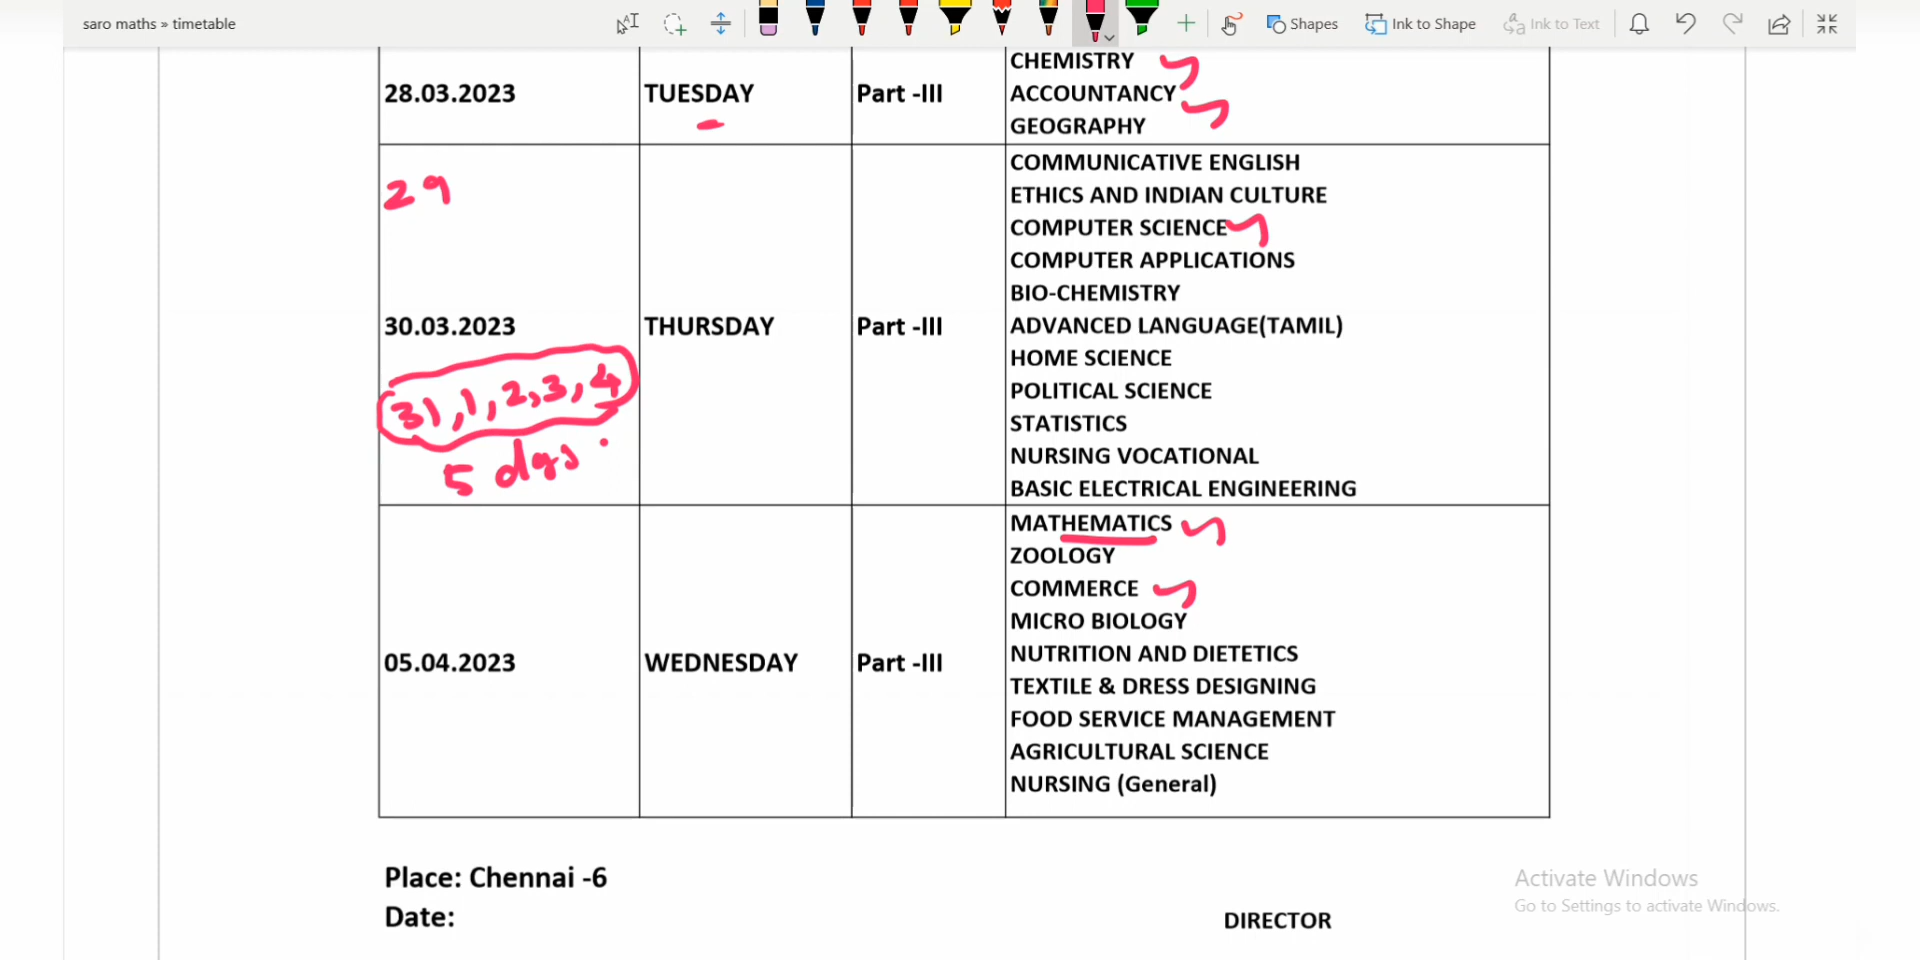 saro maths » timetable
Shapes
Ink to Shape
Ink to Text
CHEMISTRY
28.03.2023 TUESDAY Part -III ACCOUNTANCY
GEOGRAPHY
COMMUNICATIVE ENGLISH
29
ETHICS AND INDIAN CULTURE
COMPUTER SCIENCE
COMPUTER APPLICATIONS
BIO-CHEMISTRY
30.03.2023 THURSDAY Part -III ADVANCED LANGUAGE(TAMIL)
HOME SCIENCE
31, 1, 2, 3, 4
POLITICAL SCIENCE
STATISTICS
5 dys
NURSING VOCATIONAL
BASIC ELECTRICAL ENGINEERING
MATHEMATICS
ZOOLOGY
COMMERCE
MICRO BIOLOGY
05.04.2023 WEDNESDAY Part -III NUTRITION AND DIETETICS
TEXTILE & DRESS DESIGNING
FOOD SERVICE MANAGEMENT
AGRICULTURAL SCIENCE
NURSING (General)
Place: Chennai -6
Date:
DIRECTOR
Activate Windows
Go to Settings to activate Windows.